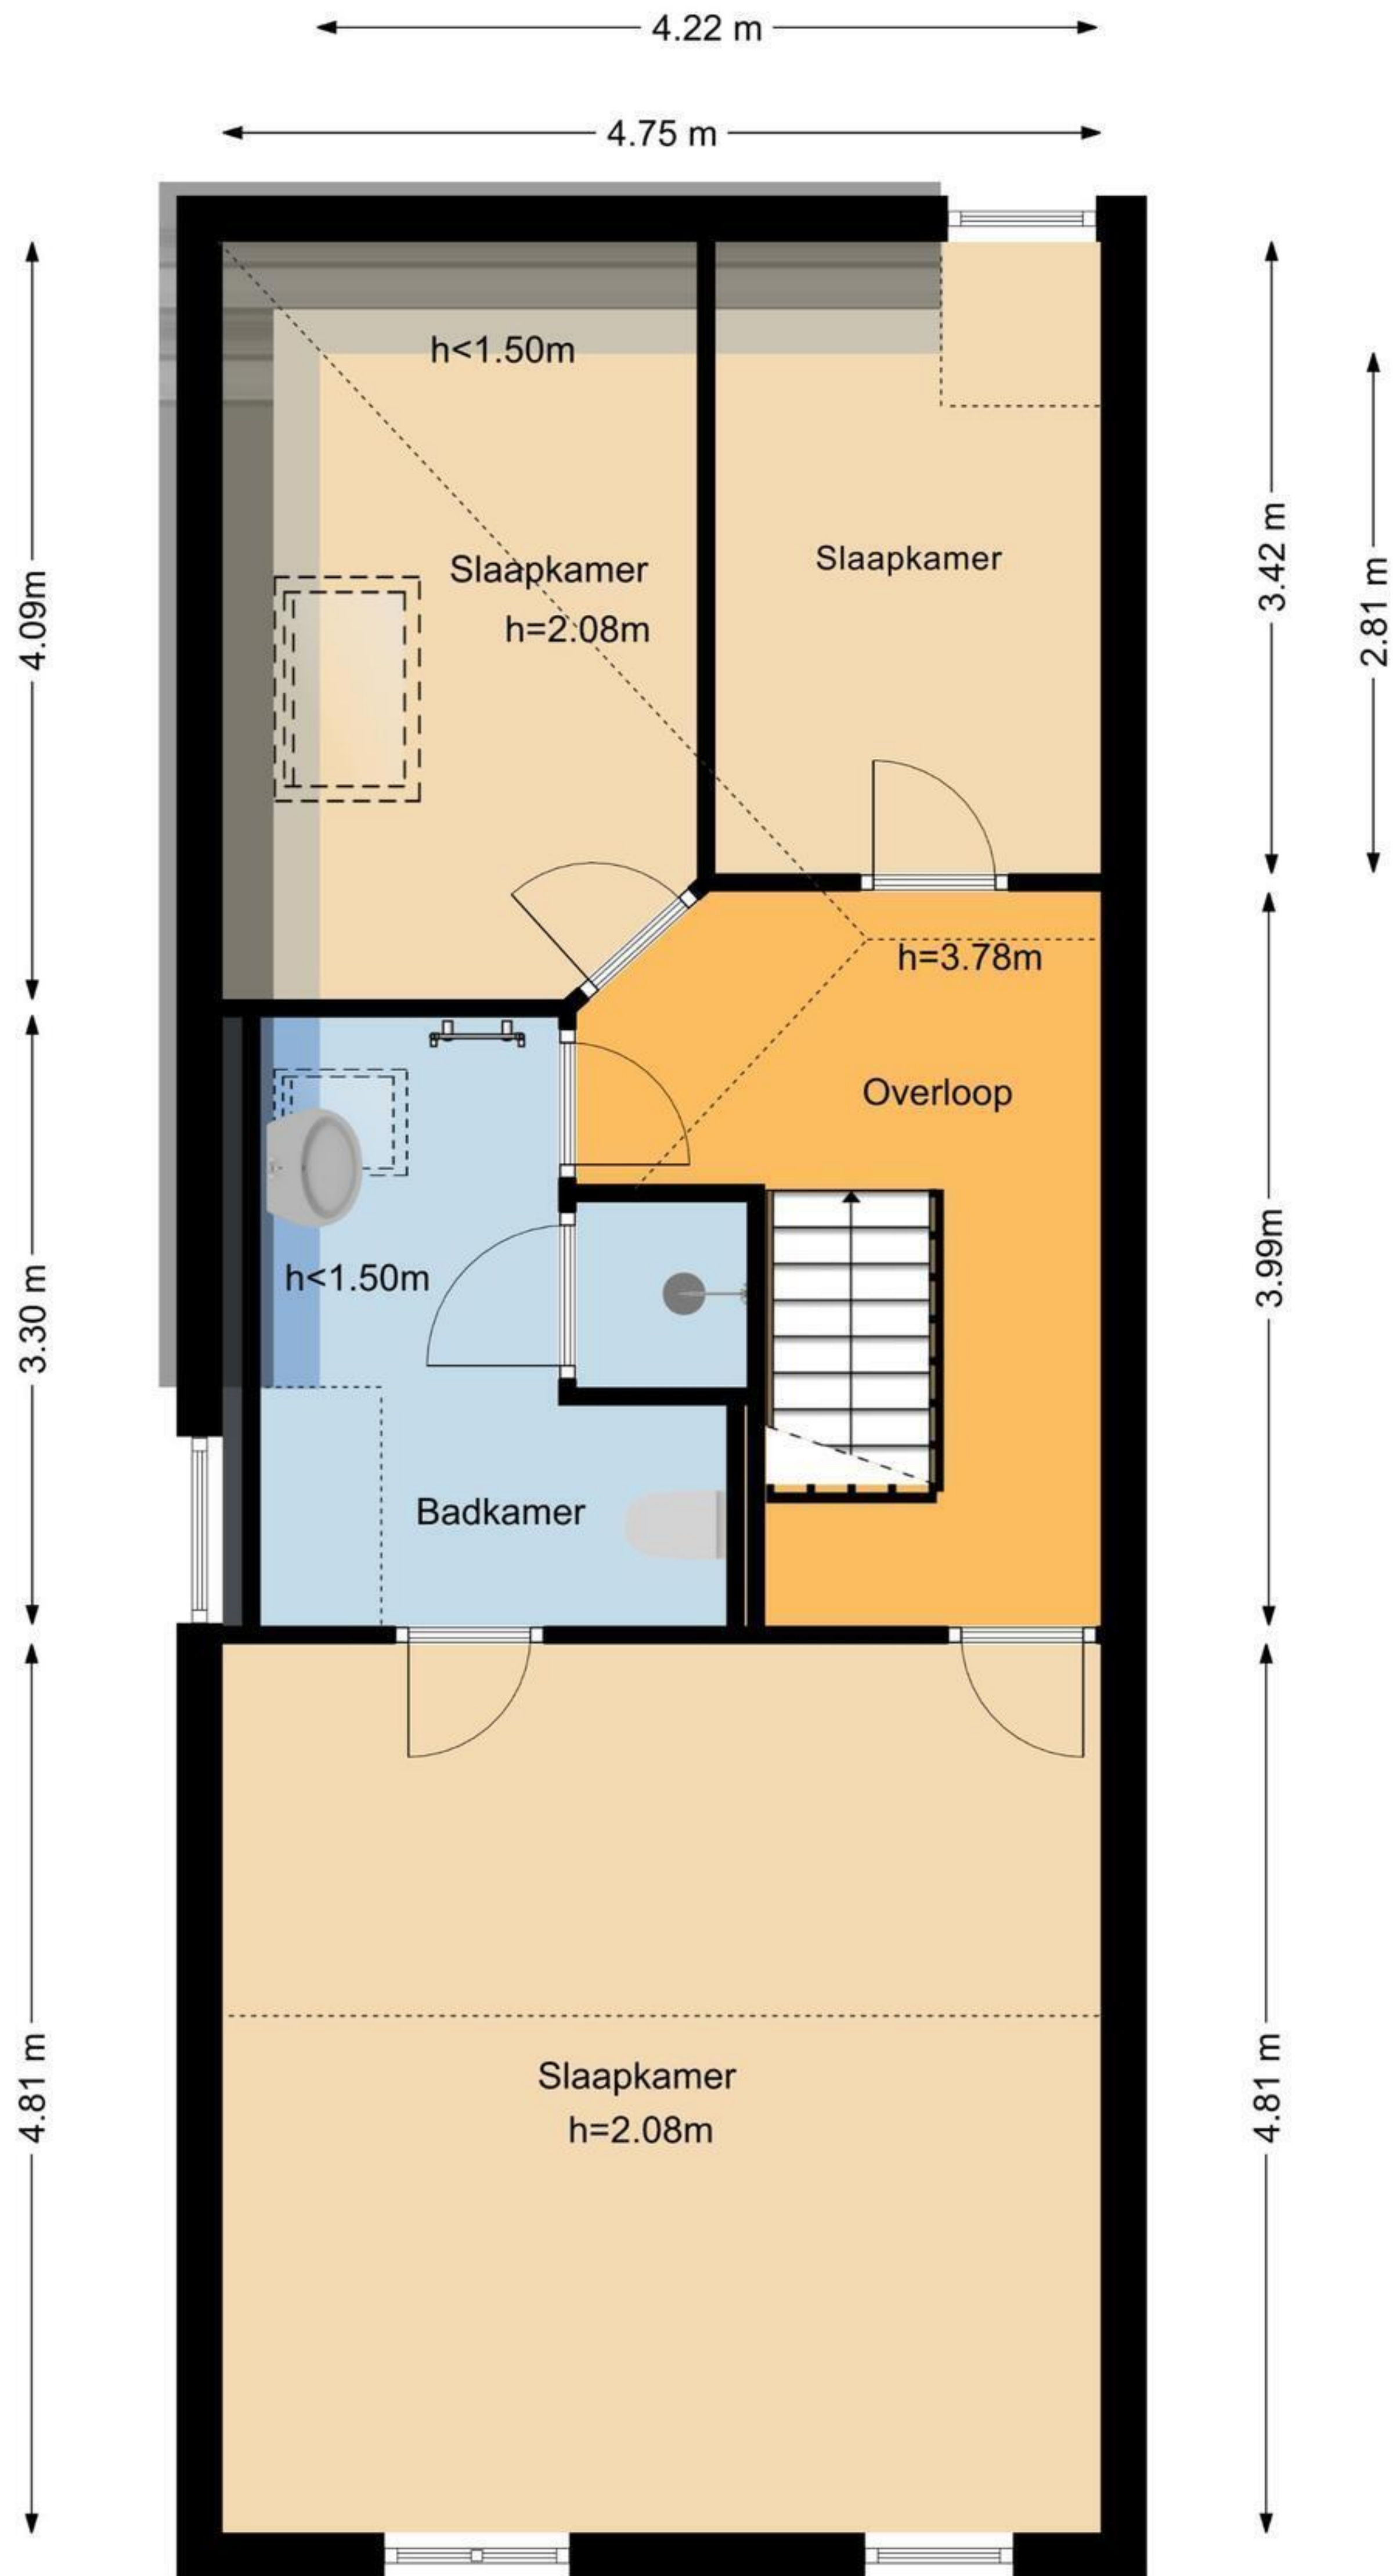 4.22 m
4.75 m
h<1.50m
Slaapkamer
h=2.08m
Slaapkamer
4.09m
3.42 m
2.81 m
h=3.78m
Overloop
h<1.50m
3.30 m
3.99m
Badkamer
Slaapkamer
h=2.08m
4.81 m
4.81 m